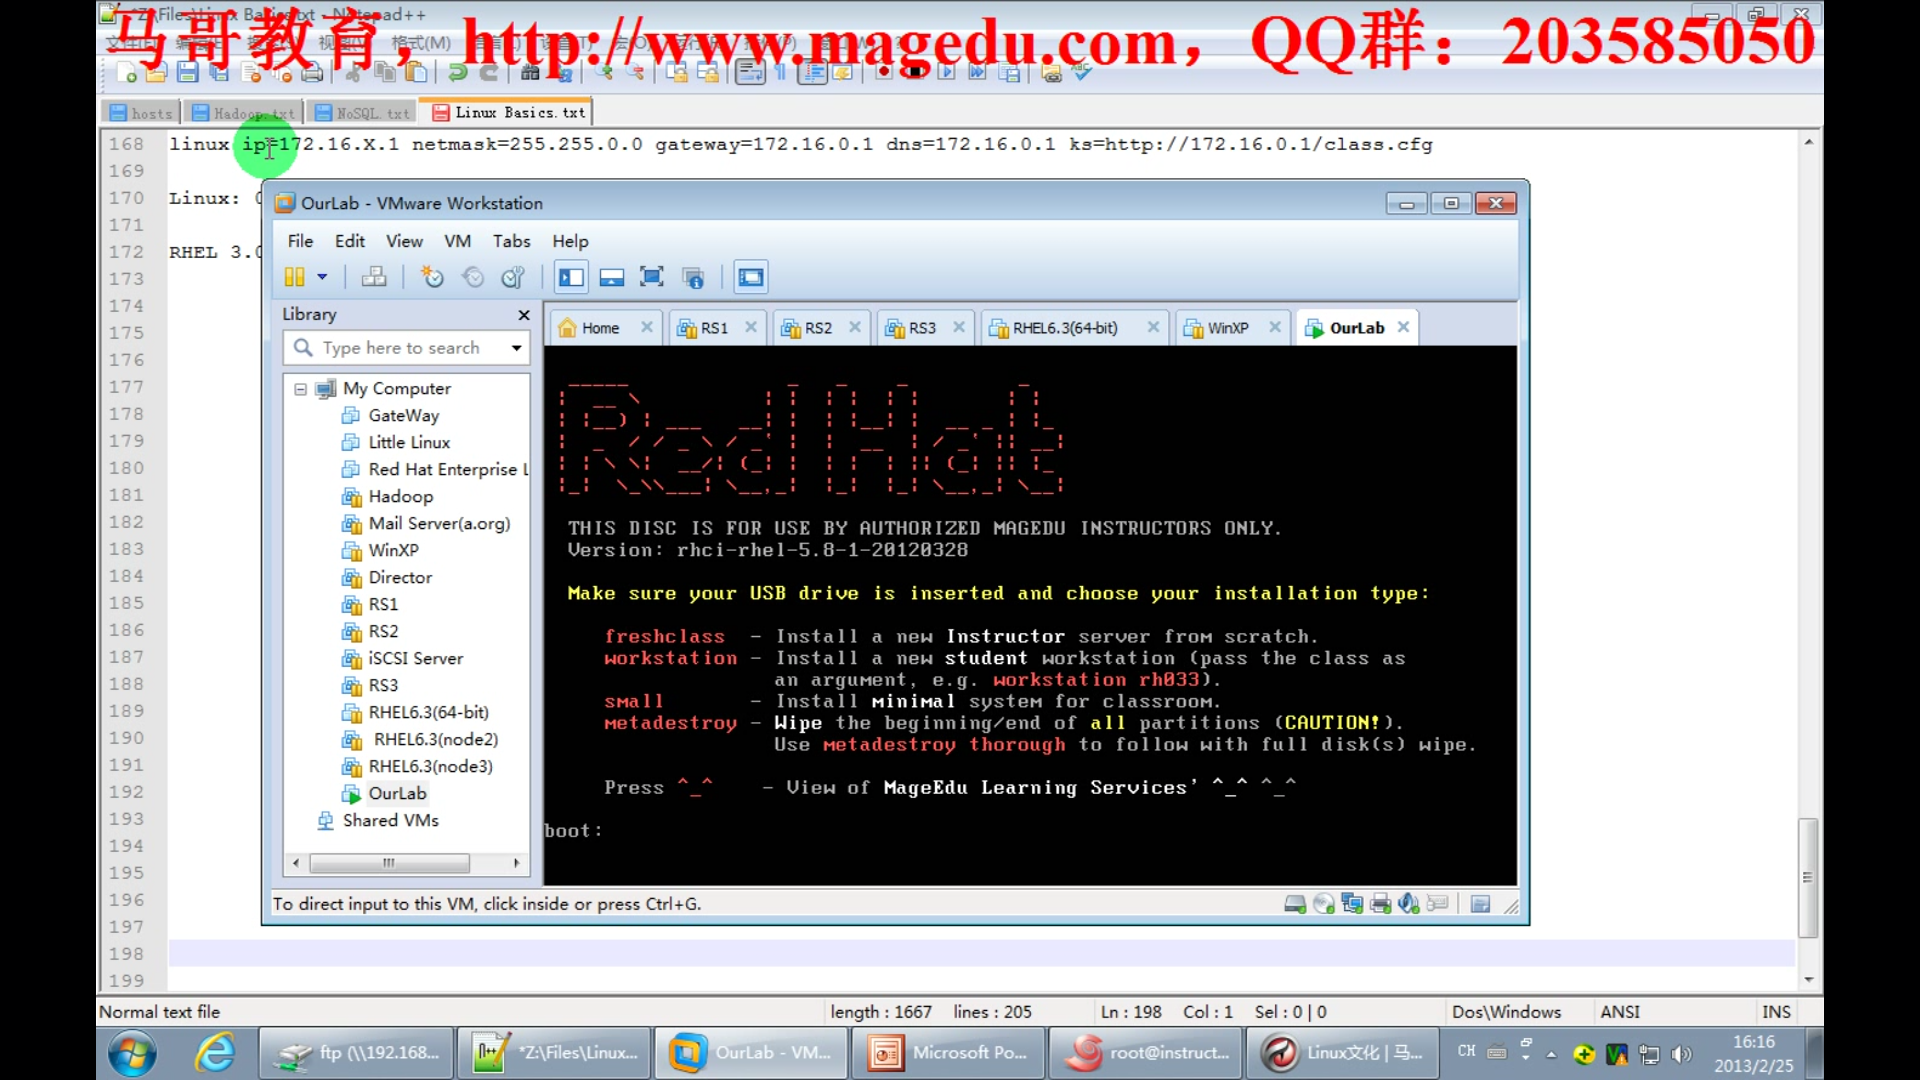 *Z:\Files\Linux Basics.txt - Notepad++
马哥教育，http://www.magedu.com，QQ群：203585050
hosts
Hadoop.txt
NoSQL.txt
Linux Basics.txt
168 linux ip=172.16.X.1 netmask=255.255.0.0 gateway=172.16.0.1 dns=172.16.0.1 ks=http://172.16.0.1/class.cfg
169
170 Linux:
171
172 RHEL 3.0
173
174
175
176
177
178
179
180
181
182
183
184
185
186
187
188
189
190
191
192
193
194
195
196
197
198
199
OurLab - VMware Workstation
File Edit View VM Tabs Help
Library
Type here to search
My Computer
GateWay
Little Linux
Red Hat Enterprise L
Hadoop
Mail Server(a.org)
WinXP
Director
RS1
RS2
iSCSI Server
RS3
RHEL6.3(64-bit)
RHEL6.3(node2)
RHEL6.3(node3)
OurLab
Shared VMs
Home RS1 RS2 RS3 RHEL6.3(64-bit) WinXP OurLab
Red Hat
THIS DISC IS FOR USE BY AUTHORIZED MAGEDU INSTRUCTORS ONLY.
Version: rhci-rhel-5.8-1-20120328
Make sure your USB drive is inserted and choose your installation type:
freshclass - Install a new Instructor server from scratch.
workstation - Install a new student workstation (pass the class as
an argument, e.g. workstation rh033).
small - Install minimal system for classroom.
metadestroy - Wipe the beginning/end of all partitions (CAUTION!).
Use metadestroy thorough to follow with full disk(s) wipe.
Press ^_^ - View of MageEdu Learning Services' ^_^ ^_^
boot:
To direct input to this VM, click inside or press Ctrl+G.
Normal text file length : 1667 lines : 205 Ln : 198 Col : 1 Sel : 0 | 0 Dos\Windows ANSI INS
ftp (\\192.168... *Z:\Files\Linux... OurLab - VM... Microsoft Po... root@instruct... Linux文化 | 马... CH 16:16
2013/2/25